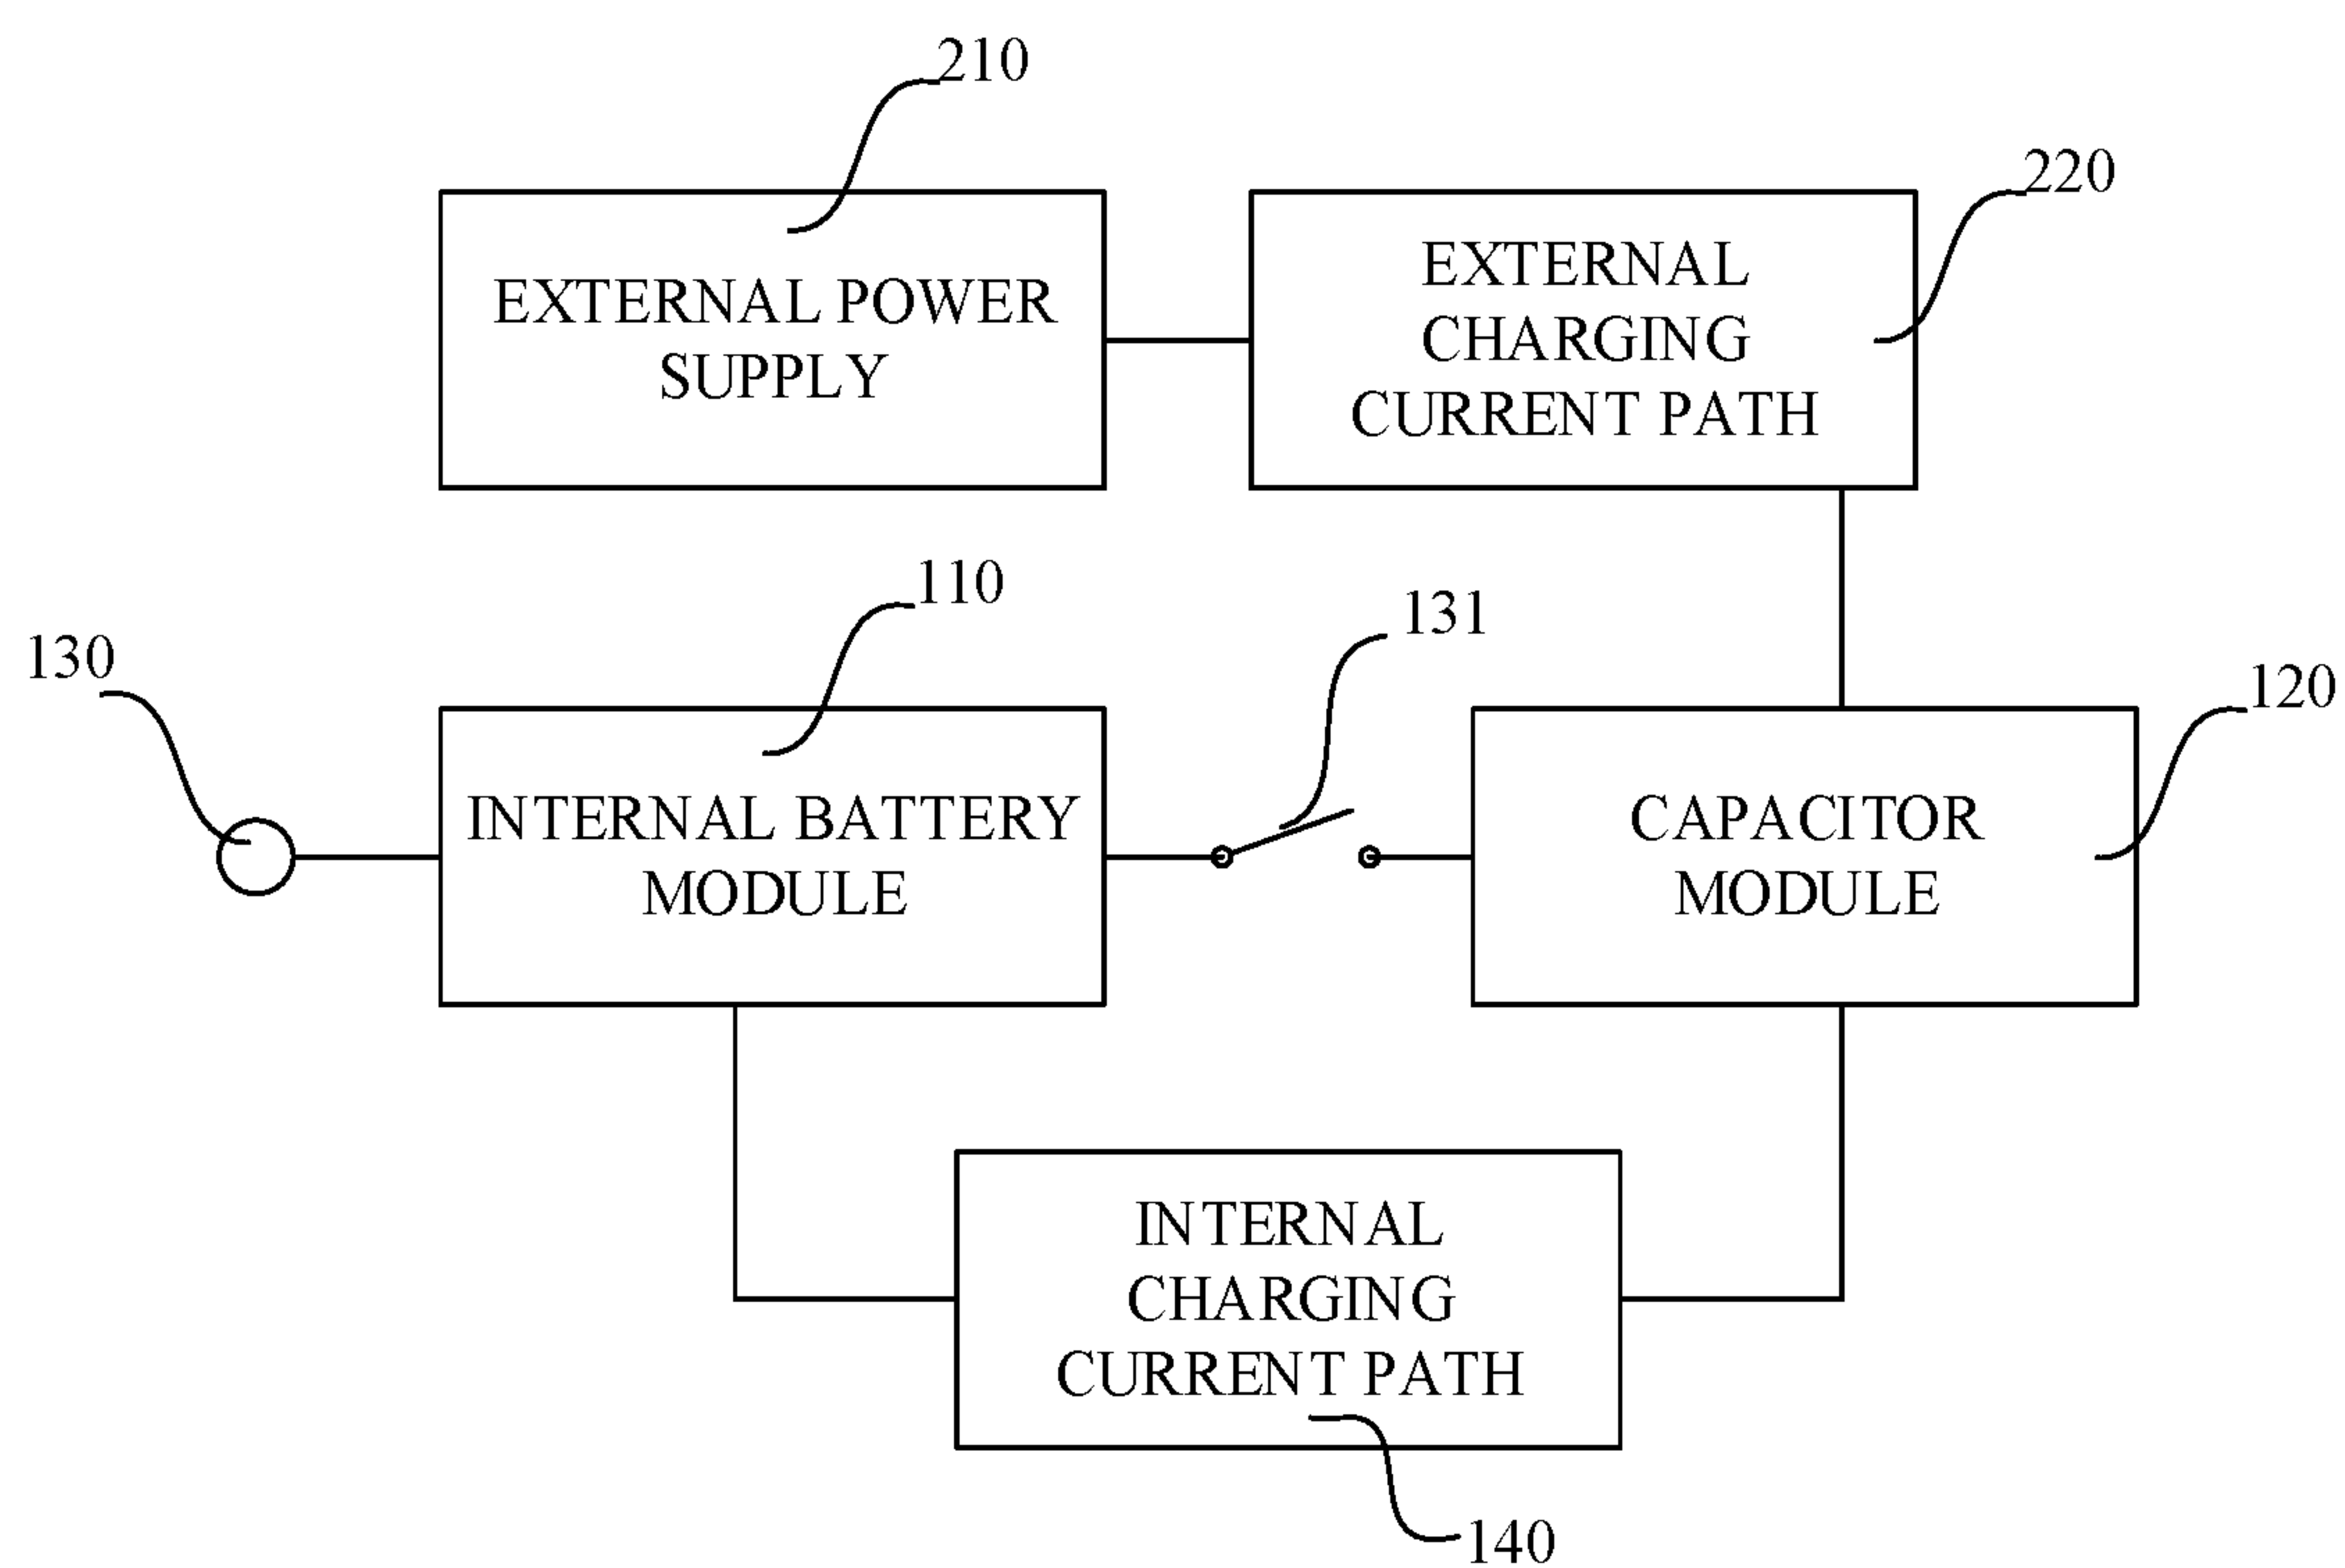 210
220
EXTERNAL POWER
SUPPLY
EXTERNAL
CHARGING
CURRENT PATH
110
131
130
120
INTERNAL BATTERY
MODULE
CAPACITOR
MODULE
INTERNAL
CHARGING
CURRENT PATH
140